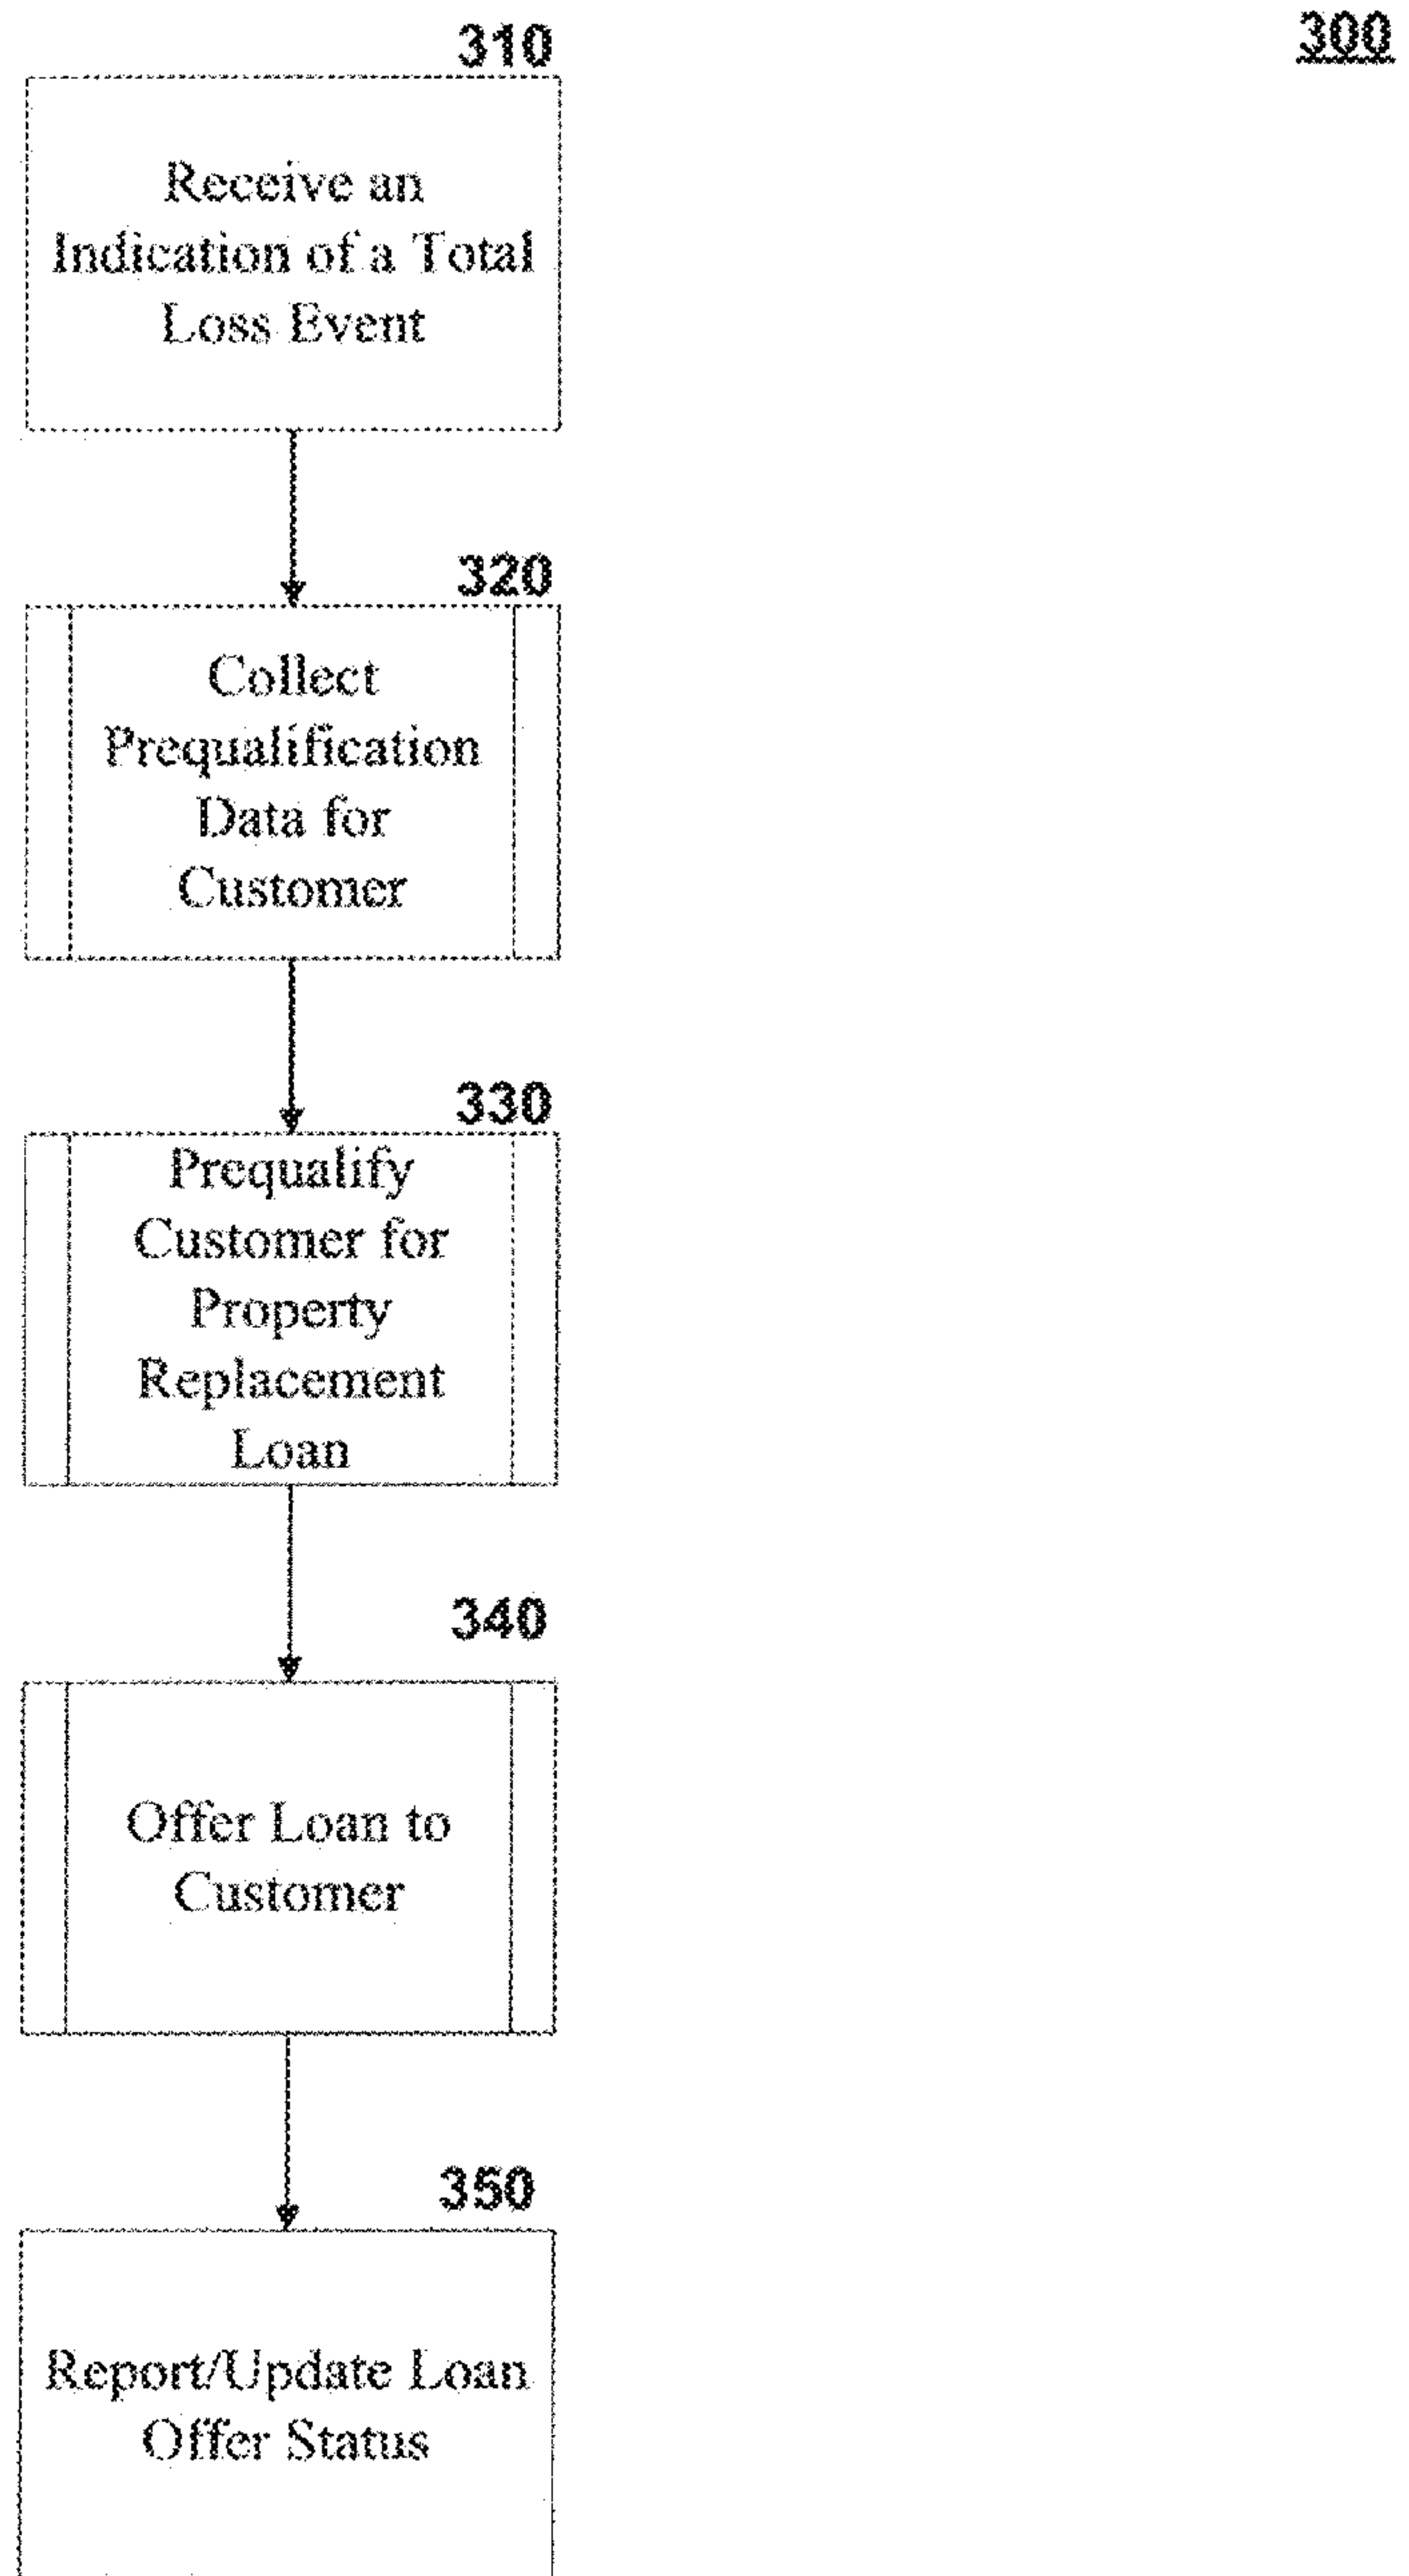 300
310
Receive an
Indication of a Total
Loss Event
320
Collect
Prequalification
Data for
Customer
330
Prequalify
Customer for
Property
Replacement
Loan
340
Offer Loan to
Customer
350
Report/Update Loan
Offer Status